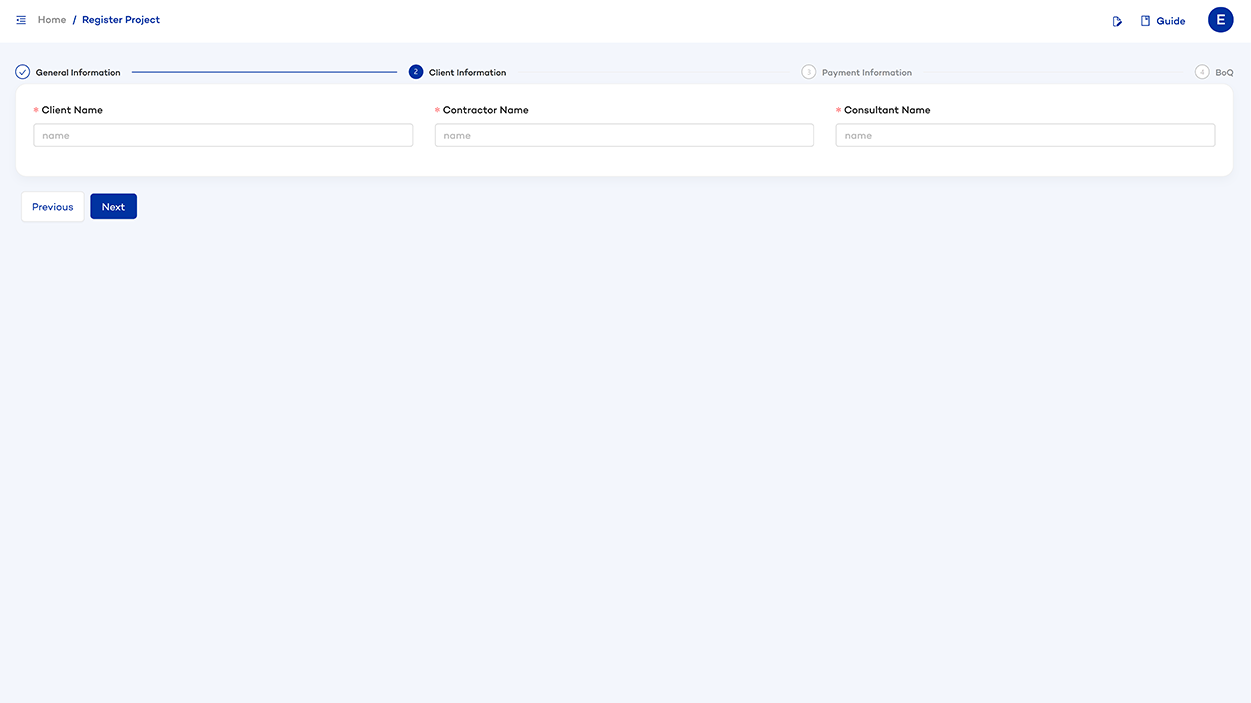 Home / Register Project
Guide
E
General Information
2 Client Information
3 Payment Information
4 BoQ
* Client Name
* Contractor Name
* Consultant Name
name
name
name
Previous
Next